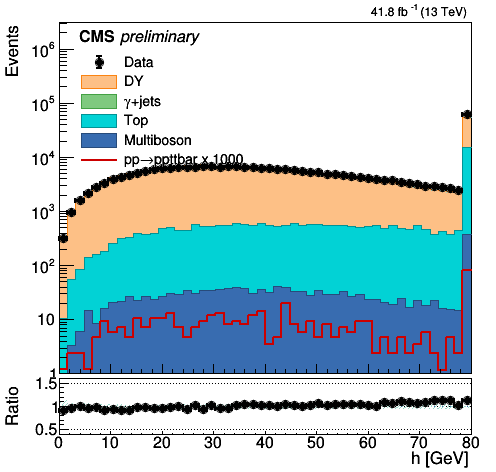 41.8 fb⁻¹ (13 TeV)
CMS preliminary
Data
DY
γ+jets
Top
Multiboson
pp→ppttbar x 1000
Events
10⁶
10⁵
10⁴
10³
10²
10
1
Ratio
1.5
1
0.5
0 10 20 30 40 50 60 70 80
h [GeV]